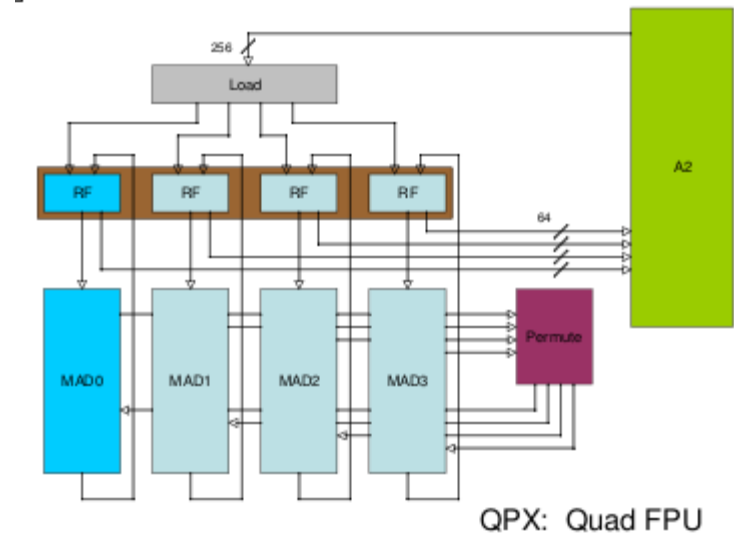 256
Load
A2
RF
RF
RF
RF
64
MAD0
MAD1
MAD2
MAD3
Permute
QPX: Quad FPU